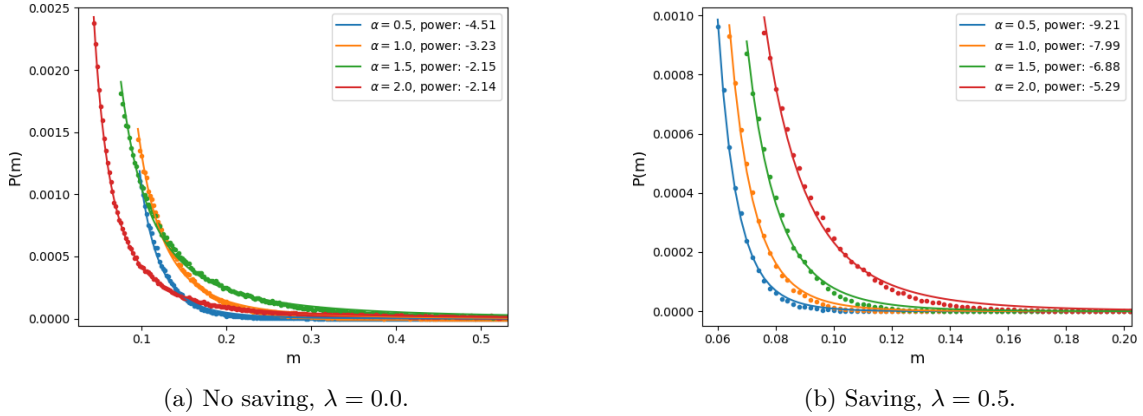 0.0025
0.0020
0.0015
0.0010
0.0005
0.0000
P(m)
0.1 0.2 0.3 0.4 0.5
m
α = 0.5, power: -4.51
α = 1.0, power: -3.23
α = 1.5, power: -2.15
α = 2.0, power: -2.14
(a) No saving, λ = 0.0.
0.0010
0.0008
0.0006
0.0004
0.0002
0.0000
P(m)
0.06 0.08 0.10 0.12 0.14 0.16 0.18 0.20
m
α = 0.5, power: -9.21
α = 1.0, power: -7.99
α = 1.5, power: -6.88
α = 2.0, power: -5.29
(b) Saving, λ = 0.5.